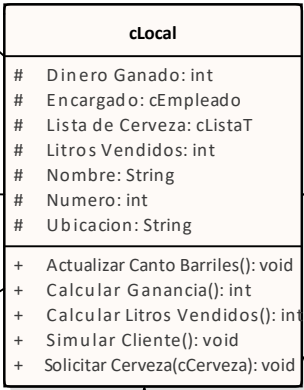 cLocal
# Dinero Ganado: int
# Encargado: cEmpleado
# Lista de Cerveza: cListaT
# Litros Vendidos: int
# Nombre: String
# Numero: int
# Ubicacion: String
+ Actualizar Canto Barriles(): void
+ Calcular Ganancia(): int
+ Calcular Litros Vendidos(): int
+ Simular Cliente(): void
+ Solicitar Cerveza(cCerveza): void